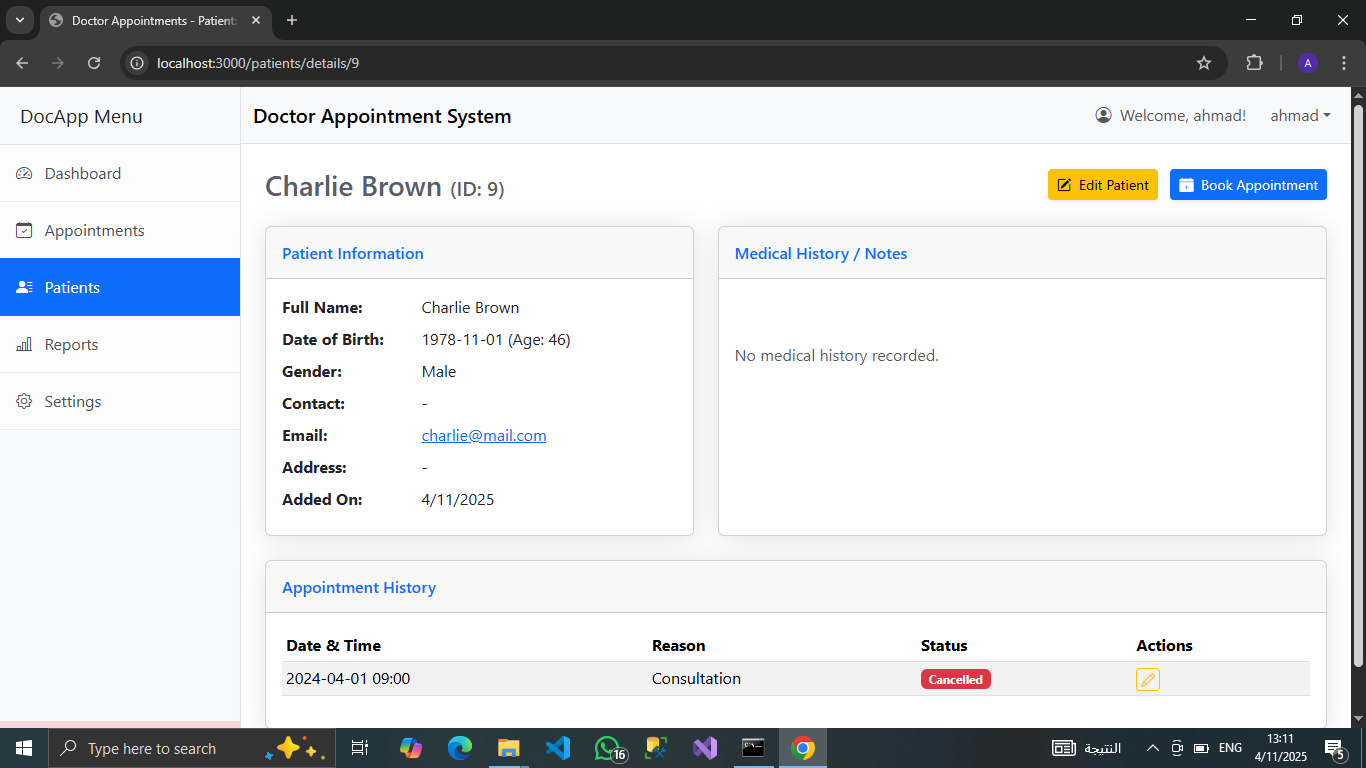 Doctor Appointments - Patient
localhost:3000/patients/details/9
A
DocApp Menu
Doctor Appointment System
Welcome, ahmad!
ahmad
Dashboard
Appointments
Patients
Reports
Settings
Charlie Brown (ID: 9)
Edit Patient
Book Appointment
Patient Information
Full Name: Charlie Brown
Date of Birth: 1978-11-01 (Age: 46)
Gender: Male
Contact: -
Email: charlie@mail.com
Address: -
Added On: 4/11/2025
Medical History / Notes
No medical history recorded.
Appointment History
Date & Time Reason Status Actions
2024-04-01 09:00 Consultation Cancelled
Type here to search
16
النتيجة
ENG
13:11
4/11/2025
5